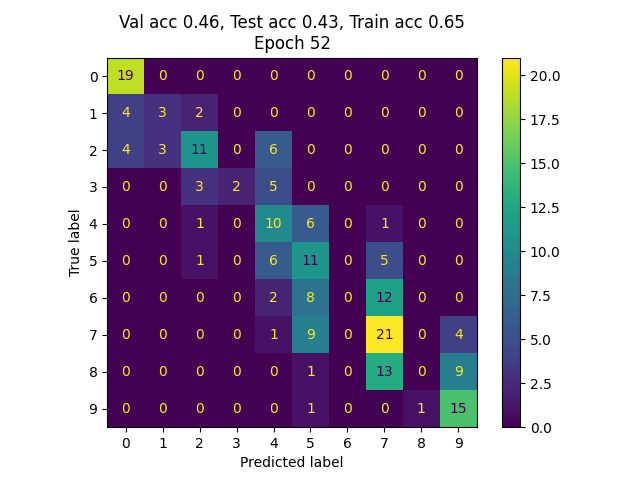 Val acc 0.46, Test acc 0.43, Train acc 0.65
Epoch 52
0 19 0 0 0 0 0 0 0 0 0
1 4 3 2 0 0 0 0 0 0 0
2 4 3 11 0 6 0 0 0 0 0
3 0 0 3 2 5 0 0 0 0 0
4 0 0 1 0 10 6 0 1 0 0
5 0 0 1 0 6 11 0 5 0 0
6 0 0 0 0 2 8 0 12 0 0
7 0 0 0 0 1 9 0 21 0 4
8 0 0 0 0 0 1 0 13 0 9
9 0 0 0 0 0 1 0 0 1 15
0 1 2 3 4 5 6 7 8 9
Predicted label
True label
20.0
17.5
15.0
12.5
10.0
7.5
5.0
2.5
0.0